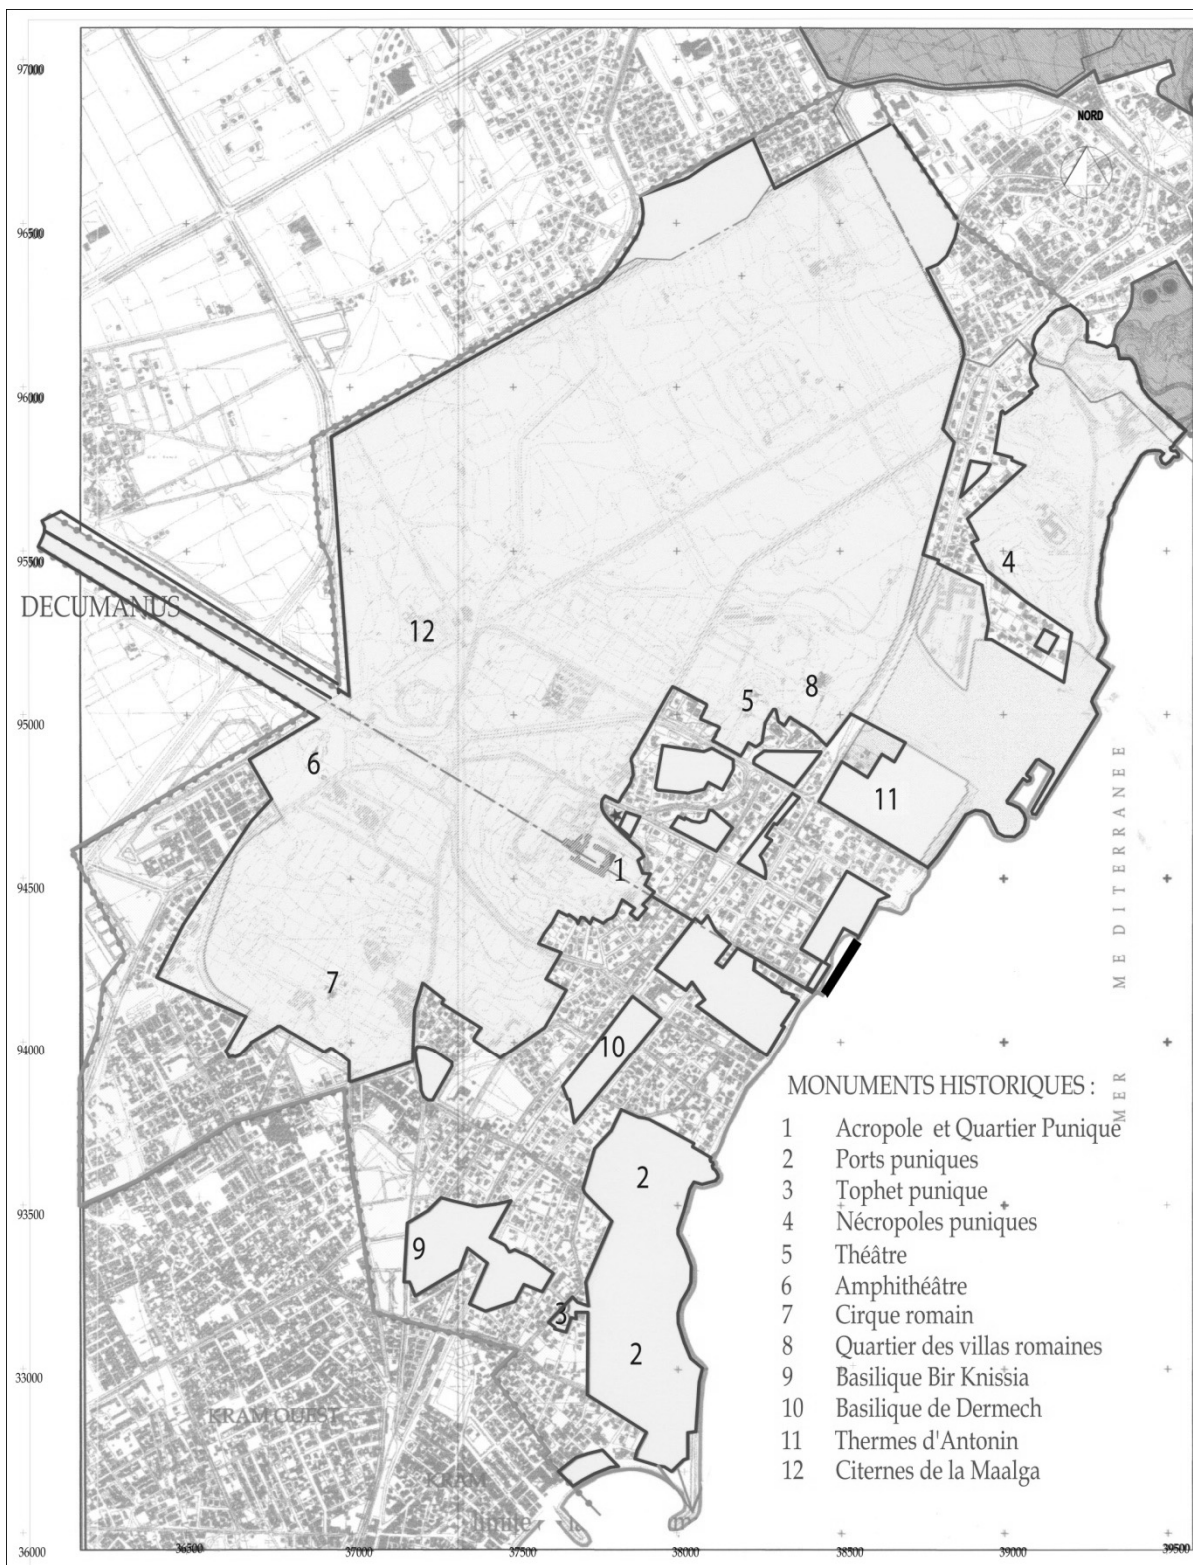 97000
NORD
96500
96000
95500
4
DECUMANUS
12
8
5
95000
6
11
MER MEDITERRANEE
1
94500
7
94000
10
MONUMENTS HISTORIQUES :
1 Acropole et Quartier Punique
2 Ports puniques
3 Tophet punique
4 Nécropoles puniques
5 Théâtre
6 Amphithéâtre
7 Cirque romain
8 Quartier des villas romaines
9 Basilique Bir Knissia
10 Basilique de Dermech
11 Thermes d'Antonin
12 Citernes de la Maalga
2
93500
9
3
2
33000
KRAM OUEST
KRAM
limite
36000 36500 37000 37500 38000 38500 39000 39500